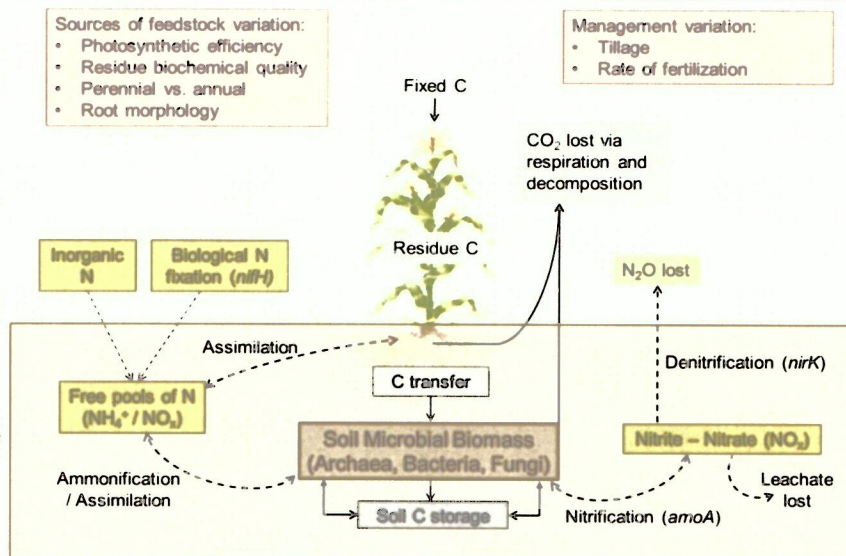 Sources of feedstock variation:
• Photosynthetic efficiency
• Residue biochemical quality
• Perennial vs. annual
• Root morphology
Management variation:
• Tillage
• Rate of fertilization
Fixed C
CO₂ lost via
respiration and
decomposition
Residue C
Inorganic
N
Biological N
fixation (nifH)
N₂O lost
Assimilation
Denitrification (nirK)
C transfer
Free pools of N
(NH₄⁺ / NOₓ)
Soil Microbial Biomass
(Archaea, Bacteria, Fungi)
Nitrite – Nitrate (NOₓ)
Ammonification
/ Assimilation
Leachate
lost
Soil C storage
Nitrification (amoA)